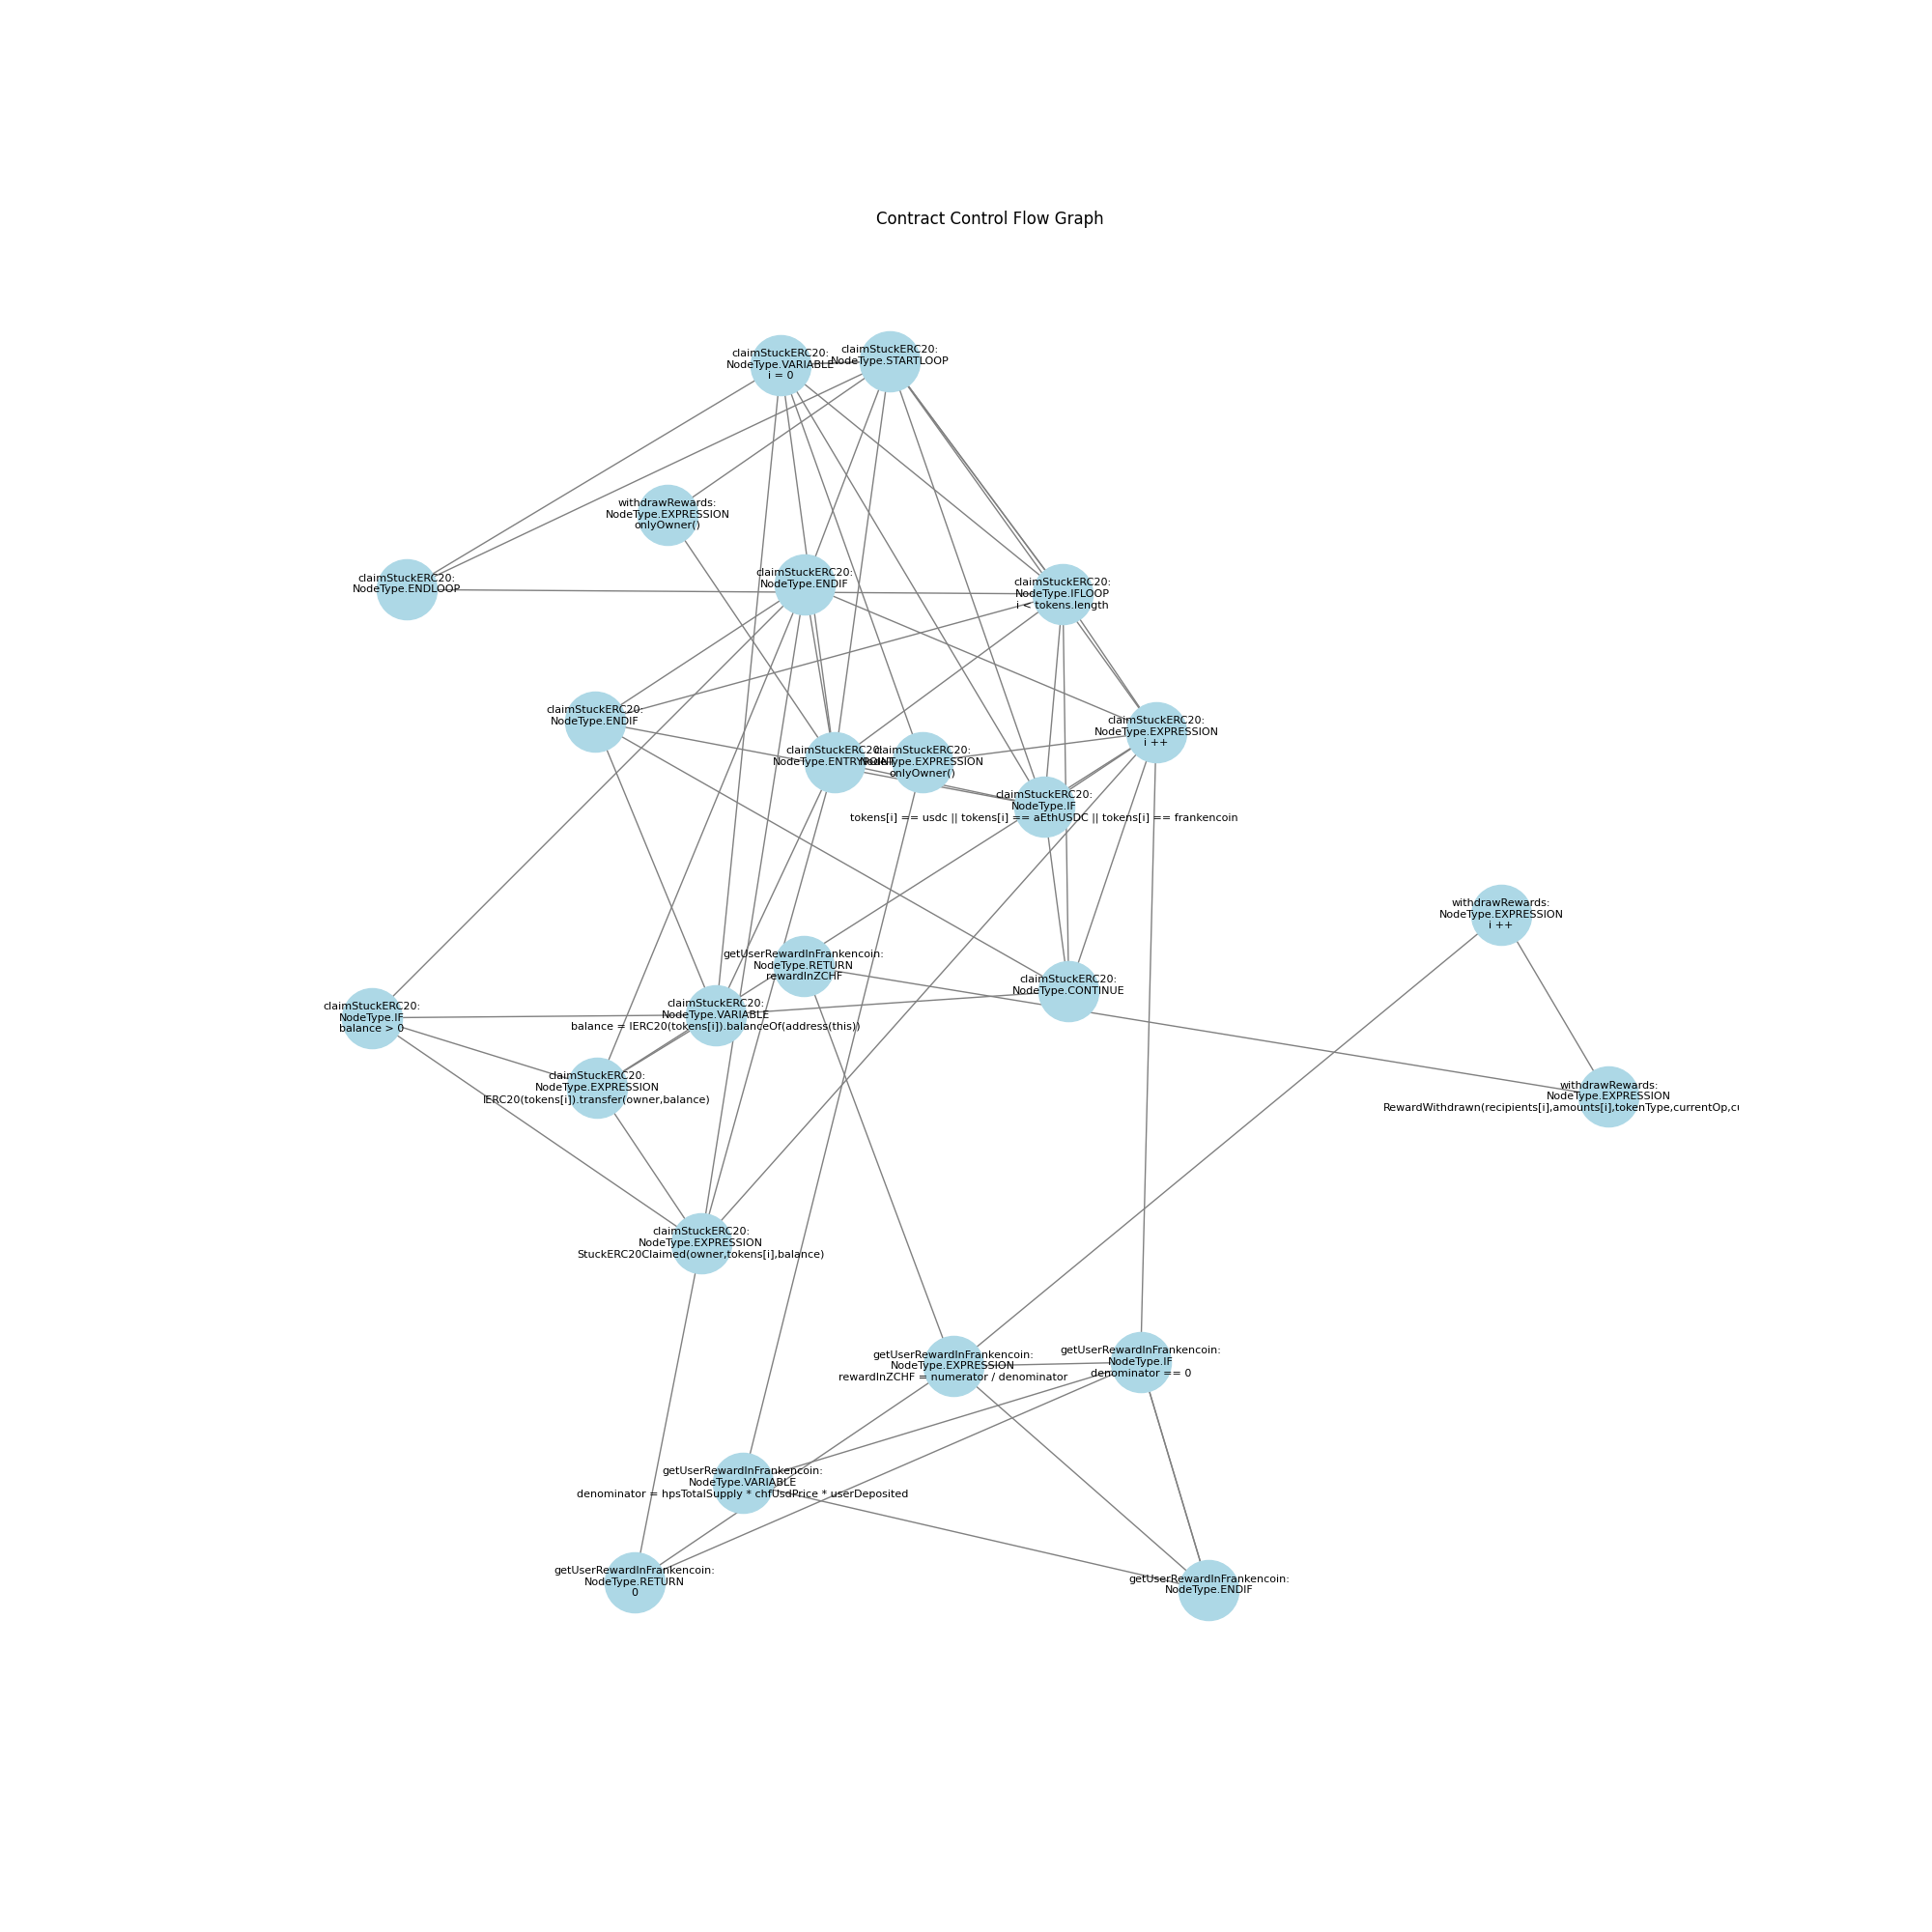 Contract Control Flow Graph
claimStuckERC20:
NodeType.VARIABLE
i = 0
claimStuckERC20:
NodeType.STARTLOOP
withdrawRewards:
NodeType.EXPRESSION
onlyOwner()
claimStuckERC20:
NodeType.ENDLOOP
claimStuckERC20:
NodeType.ENDIF
claimStuckERC20:
NodeType.IFLOOP
i < tokens.length
claimStuckERC20:
NodeType.ENDIF
claimStuckERC20:
NodeType.ENTRYPOINT
claimStuckERC20:
NodeType.EXPRESSION
onlyOwner()
claimStuckERC20:
NodeType.EXPRESSION
i ++
claimStuckERC20:
NodeType.IF
tokens[i] == usdc || tokens[i] == aEthUSDC || tokens[i] == frankencoin
withdrawRewards:
NodeType.EXPRESSION
i ++
getUserRewardInFrankencoin:
NodeType.RETURN
rewardInZCHF
claimStuckERC20:
NodeType.CONTINUE
claimStuckERC20:
NodeType.IF
balance > 0
claimStuckERC20:
NodeType.VARIABLE
balance = IERC20(tokens[i]).balanceOf(address(this))
claimStuckERC20:
NodeType.EXPRESSION
IERC20(tokens[i]).transfer(owner,balance)
withdrawRewards:
NodeType.EXPRESSION
RewardWithdrawn(recipients[i],amounts[i],tokenType,currentOp,
claimStuckERC20:
NodeType.EXPRESSION
StuckERC20Claimed(owner,tokens[i],balance)
getUserRewardInFrankencoin:
NodeType.EXPRESSION
rewardInZCHF = numerator / denominator
getUserRewardInFrankencoin:
NodeType.IF
denominator == 0
getUserRewardInFrankencoin:
NodeType.VARIABLE
denominator = hpsTotalSupply * chfUsdPrice * userDeposited
getUserRewardInFrankencoin:
NodeType.RETURN
0
getUserRewardInFrankencoin:
NodeType.ENDIF